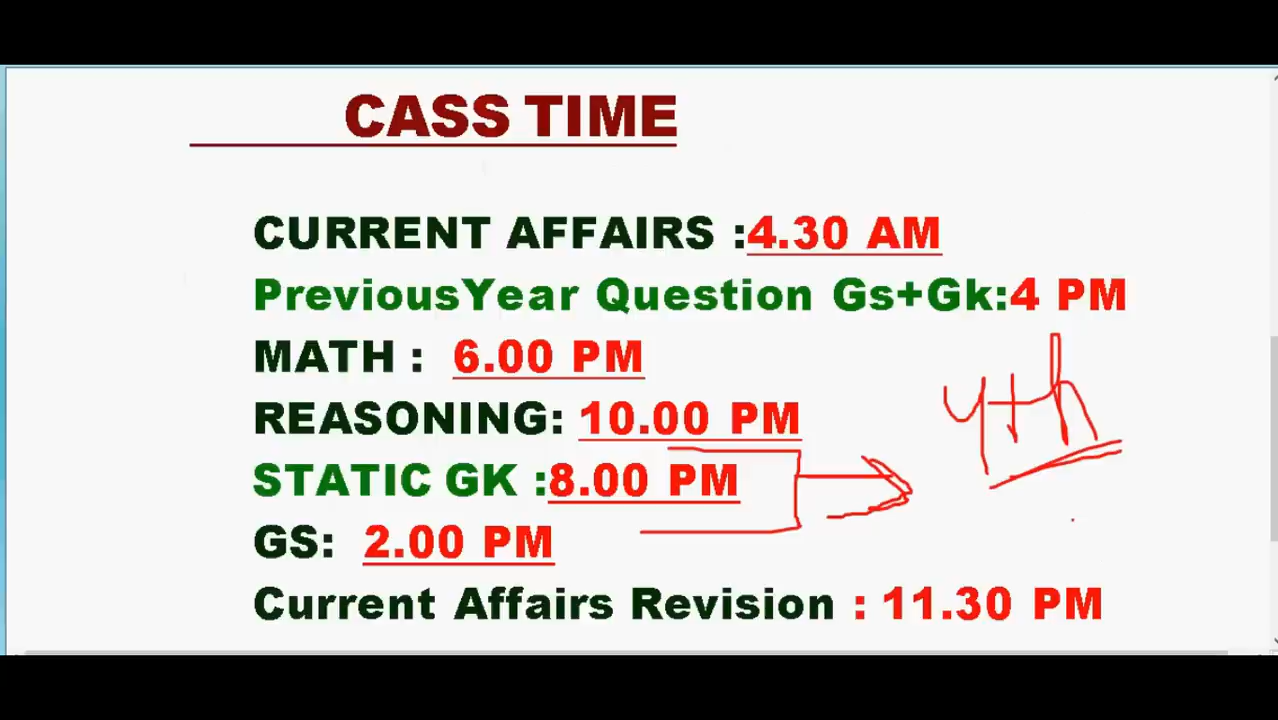 CASS TIME
CURRENT AFFAIRS :4.30 AM
PreviousYear Question Gs+Gk:4 PM
MATH : 6.00 PM
REASONING: 10.00 PM
STATIC GK :8.00 PM
GS: 2.00 PM
Current Affairs Revision : 11.30 PM